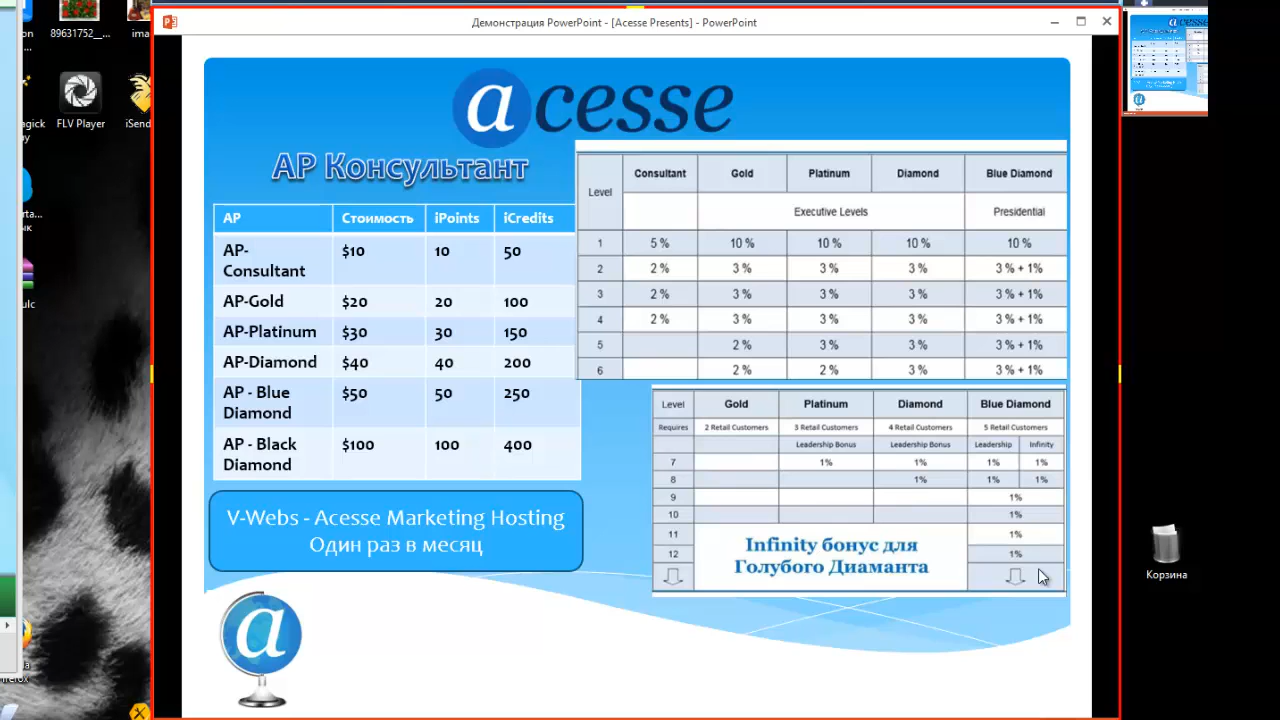 Демонстрация PowerPoint - [Acesse Presents] - PowerPoint
89631752_...
ima
FLV Player
iSend
agick
Корзина
acesse
АР Консультант
AP Стоимость iPoints iCredits
AP-
Consultant $10 10 50
AP-Gold $20 20 100
AP-Platinum $30 30 150
AP-Diamond $40 40 200
AP - Blue
Diamond $50 50 250
AP - Black
Diamond $100 100 400
V-Webs - Acesse Marketing Hosting
Один раз в месяц
Level Consultant Gold Platinum Diamond Blue Diamond
Executive Levels Presidential
1 5 % 10 % 10 % 10 % 10 %
2 2 % 3 % 3 % 3 % 3 % + 1%
3 2 % 3 % 3 % 3 % 3 % + 1%
4 2 % 3 % 3 % 3 % 3 % + 1%
5 2 % 3 % 3 % 3 % + 1%
6 2 % 2 % 3 % 3 % + 1%
Level Gold Platinum Diamond Blue Diamond
Requires 2 Retail Customers 3 Retail Customers 4 Retail Customers 5 Retail Customers
Leadership Bonus Leadership Bonus Leadership Infinity
7 1% 1% 1% 1%
8 1% 1% 1%
9 1%
10 1%
11 1%
12 1%
Infinity бонус для
Голубого Диаманта
a